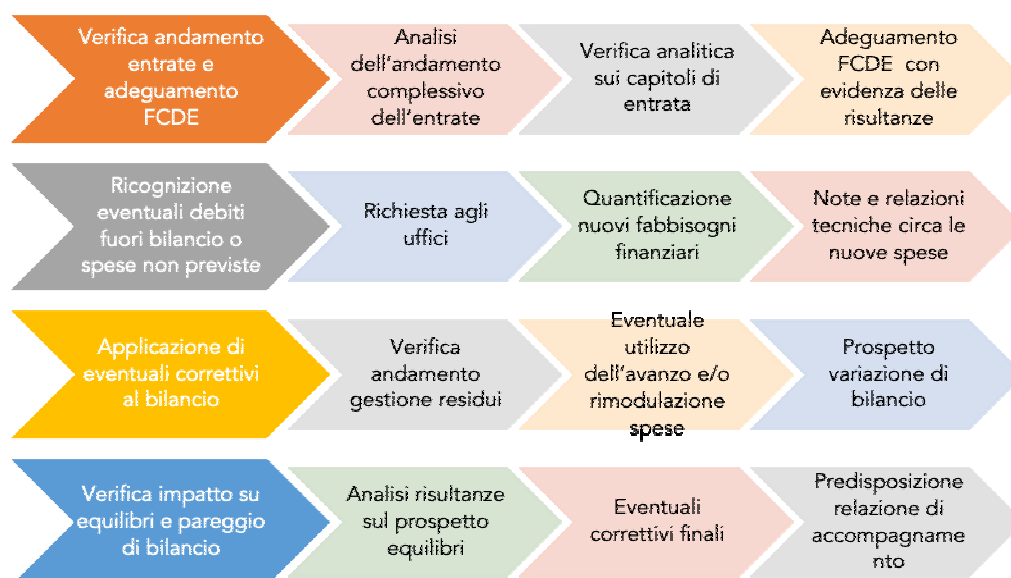 Verifica andamento
entrate e
adeguamento
FCDE
Analisi
dell'andamento
complessivo
dell'entrate
Verifica analitica
sui capitoli di
entrata
Adeguamento
FCDE con
evidenza delle
risultanze
Ricognizione
eventuali debiti
fuori bilancio o
spese non previste
Richiesta agli
uffici
Quantificazione
nuovi fabbisogni
finanziari
Note e relazioni
tecniche circa le
nuove spese
Applicazione di
eventuali correttivi
al bilancio
Verifica
andamento
gestione residui
Eventuale
utilizzo
dell'avanzo e/o
rimodulazione
spese
Prospetto
variazione di
bilancio
Verifica impatto su
equilibri e pareggio
di bilancio
Analisi risultanze
sul prospetto
equilibri
Eventuali
correttivi finali
Predisposizione
relazione di
accompagname
nto